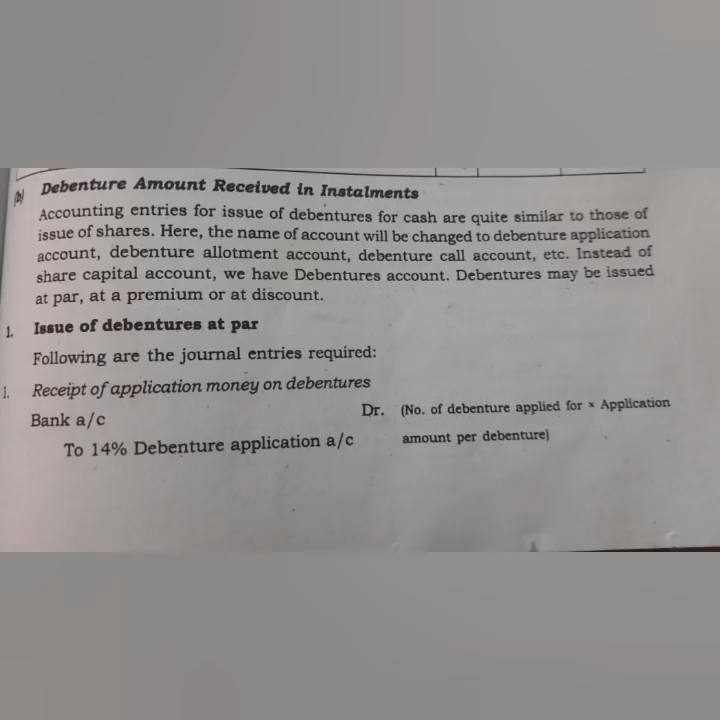 (b) Debenture Amount Received in Instalments
Accounting entries for issue of debentures for cash are quite similar to those of
issue of shares. Here, the name of account will be changed to debenture application
account, debenture allotment account, debenture call account, etc. Instead of
share capital account, we have Debentures account. Debentures may be issued
at par, at a premium or at discount.
1. Issue of debentures at par
Following are the journal entries required:
1. Receipt of application money on debentures
Bank a/c Dr. (No. of debenture applied for × Application
To 14% Debenture application a/c amount per debenture)